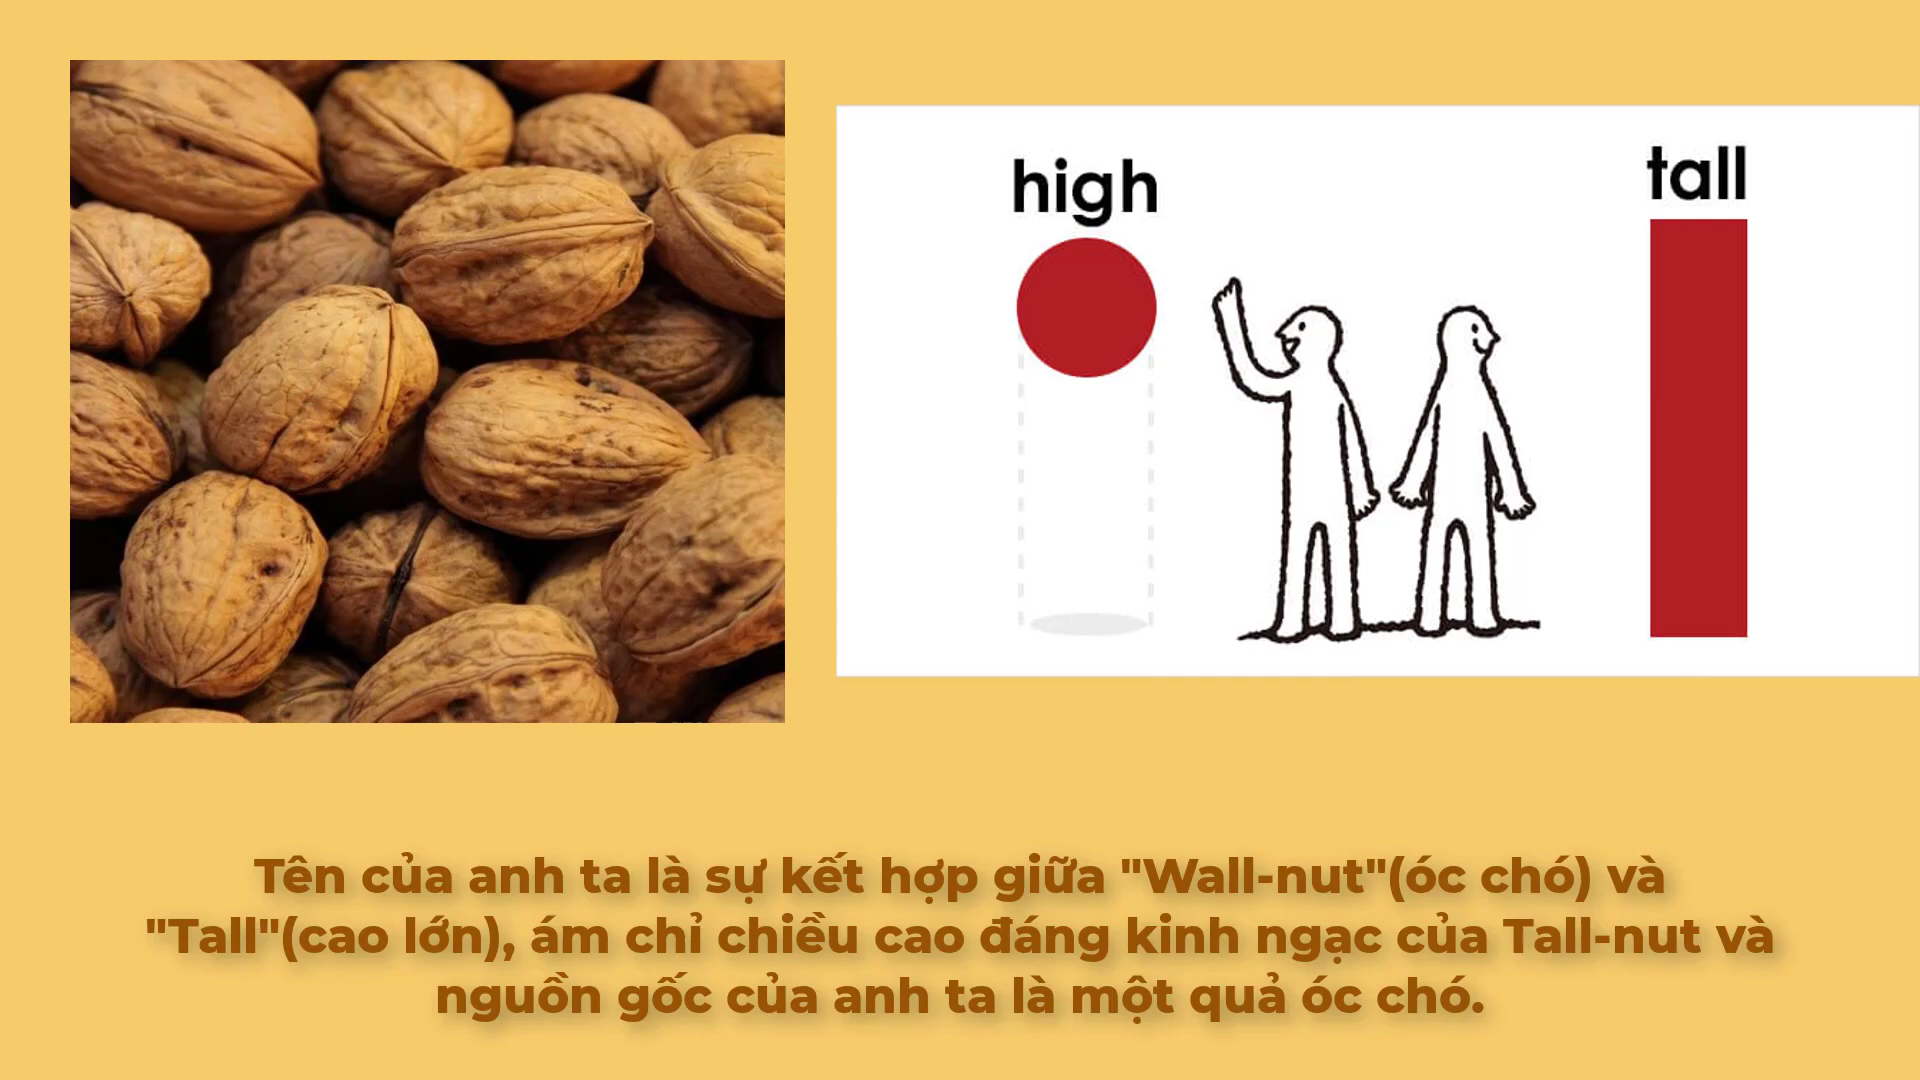 high
tall
Tên của anh ta là sự kết hợp giữa "Wall-nut"(óc chó) và
"Tall"(cao lớn), ám chỉ chiều cao đáng kinh ngạc của Tall-nut và
nguồn gốc của anh ta là một quả óc chó.